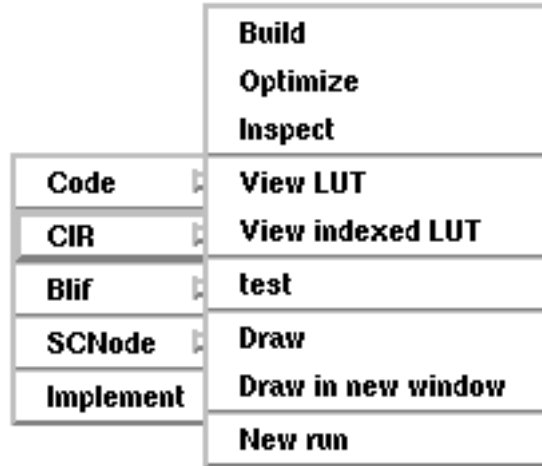 Build
Optimize
Inspect
Code
View LUT
CIR
View indexed LUT
Blif
test
SCNode
Draw
Implement
Draw in new window
New run